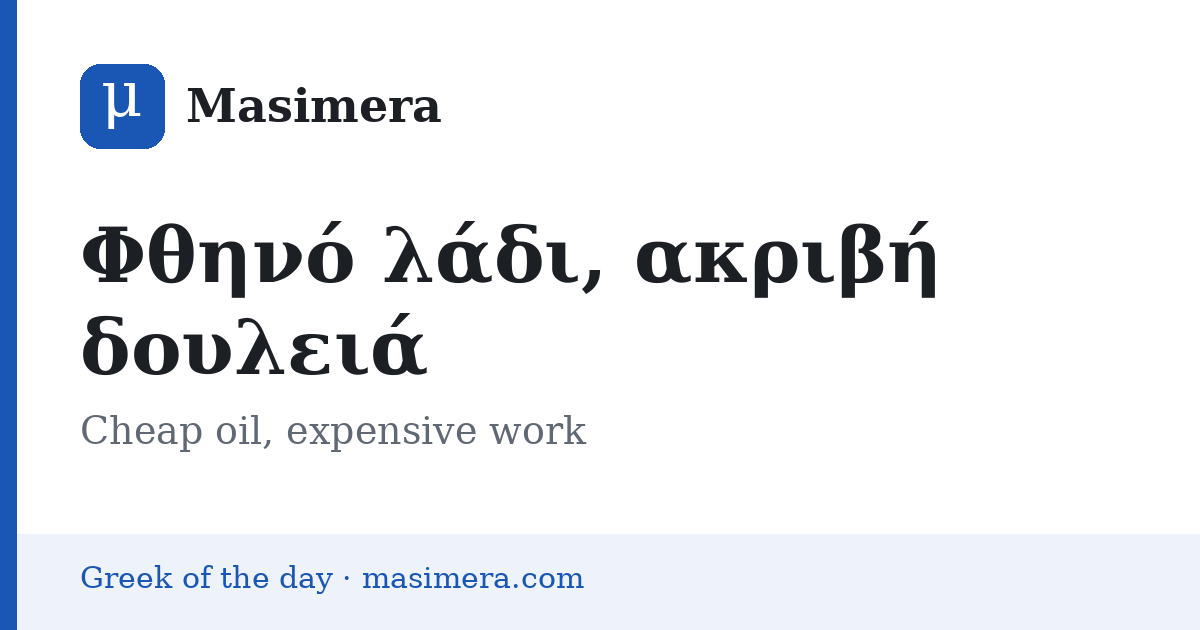 μ
Masimera
Φθηνό λάδι, ακριβή
δουλειά
Cheap oil, expensive work
Greek of the day · masimera.com